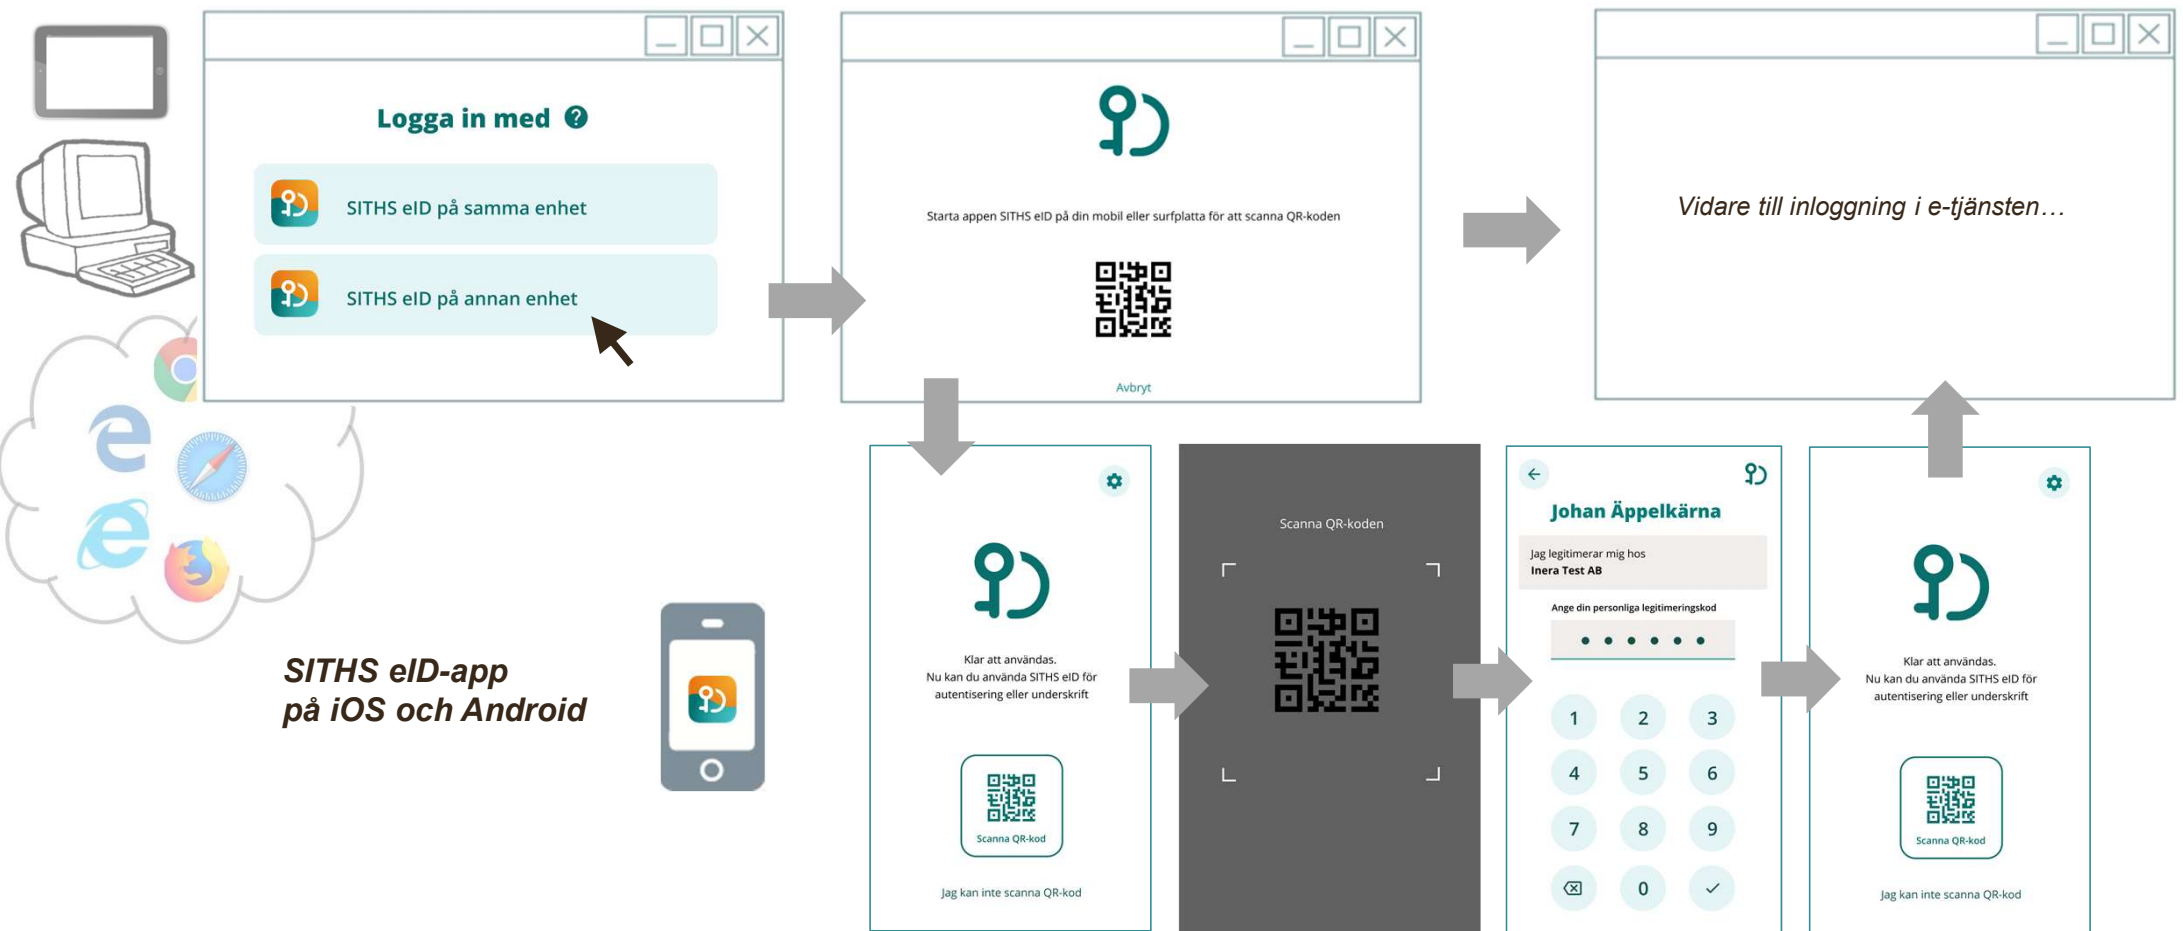 Logga in med ?
SITHS eID på samma enhet
SITHS eID på annan enhet
Starta appen SITHS eID på din mobil eller surfplatta för att scanna QR-koden
Avbryt
Vidare till inloggning i e-tjänsten…
SITHS eID-app
på iOS och Android
Klar att användas.
Nu kan du använda SITHS eID för
autentisering eller underskrift
Scanna QR-kod
Jag kan inte scanna QR-kod
Scanna QR-koden
Johan Äppelkärna
Jag legitimerar mig hos
Inera Test AB
Ange din personliga legitimeringskod
1 2 3
4 5 6
7 8 9
0
Klar att användas.
Nu kan du använda SITHS eID för
autentisering eller underskrift
Scanna QR-kod
Jag kan inte scanna QR-kod